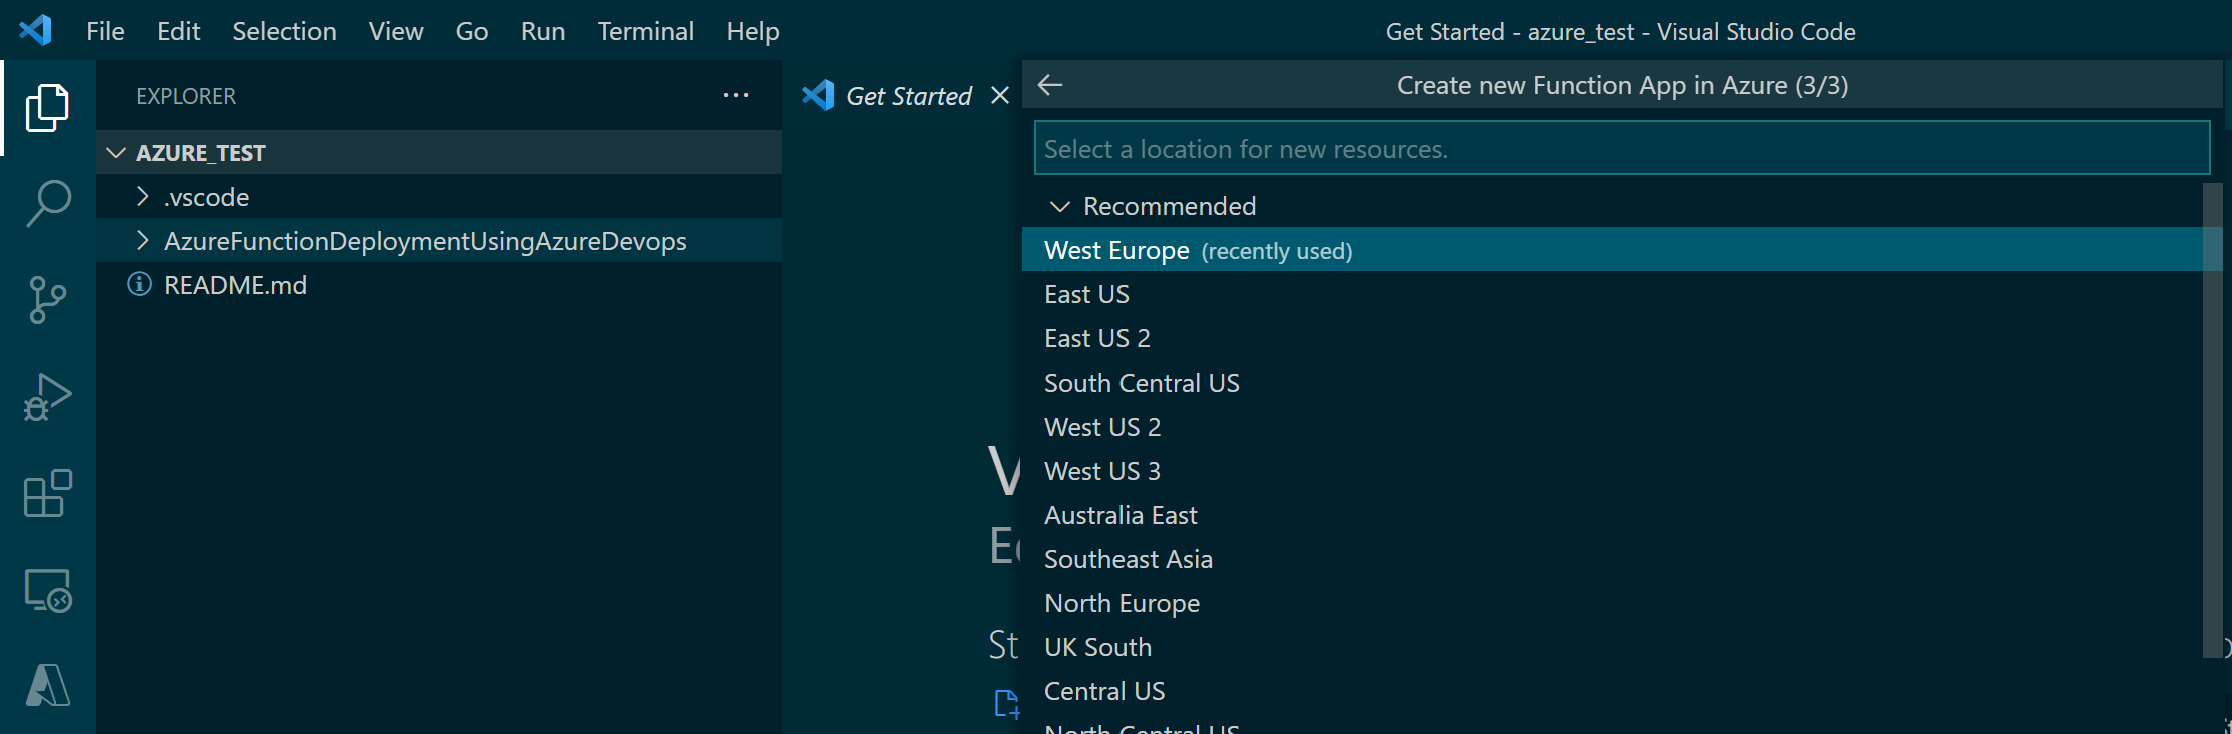 File Edit Selection View Go Run Terminal Help
Get Started - azure_test - Visual Studio Code
EXPLORER
AZURE_TEST
.vscode
AzureFunctionDeploymentUsingAzureDevops
README.md
Get Started
Create new Function App in Azure (3/3)
Select a location for new resources.
Recommended
West Europe (recently used)
East US
East US 2
South Central US
West US 2
West US 3
Australia East
Southeast Asia
North Europe
UK South
Central US
North Central US